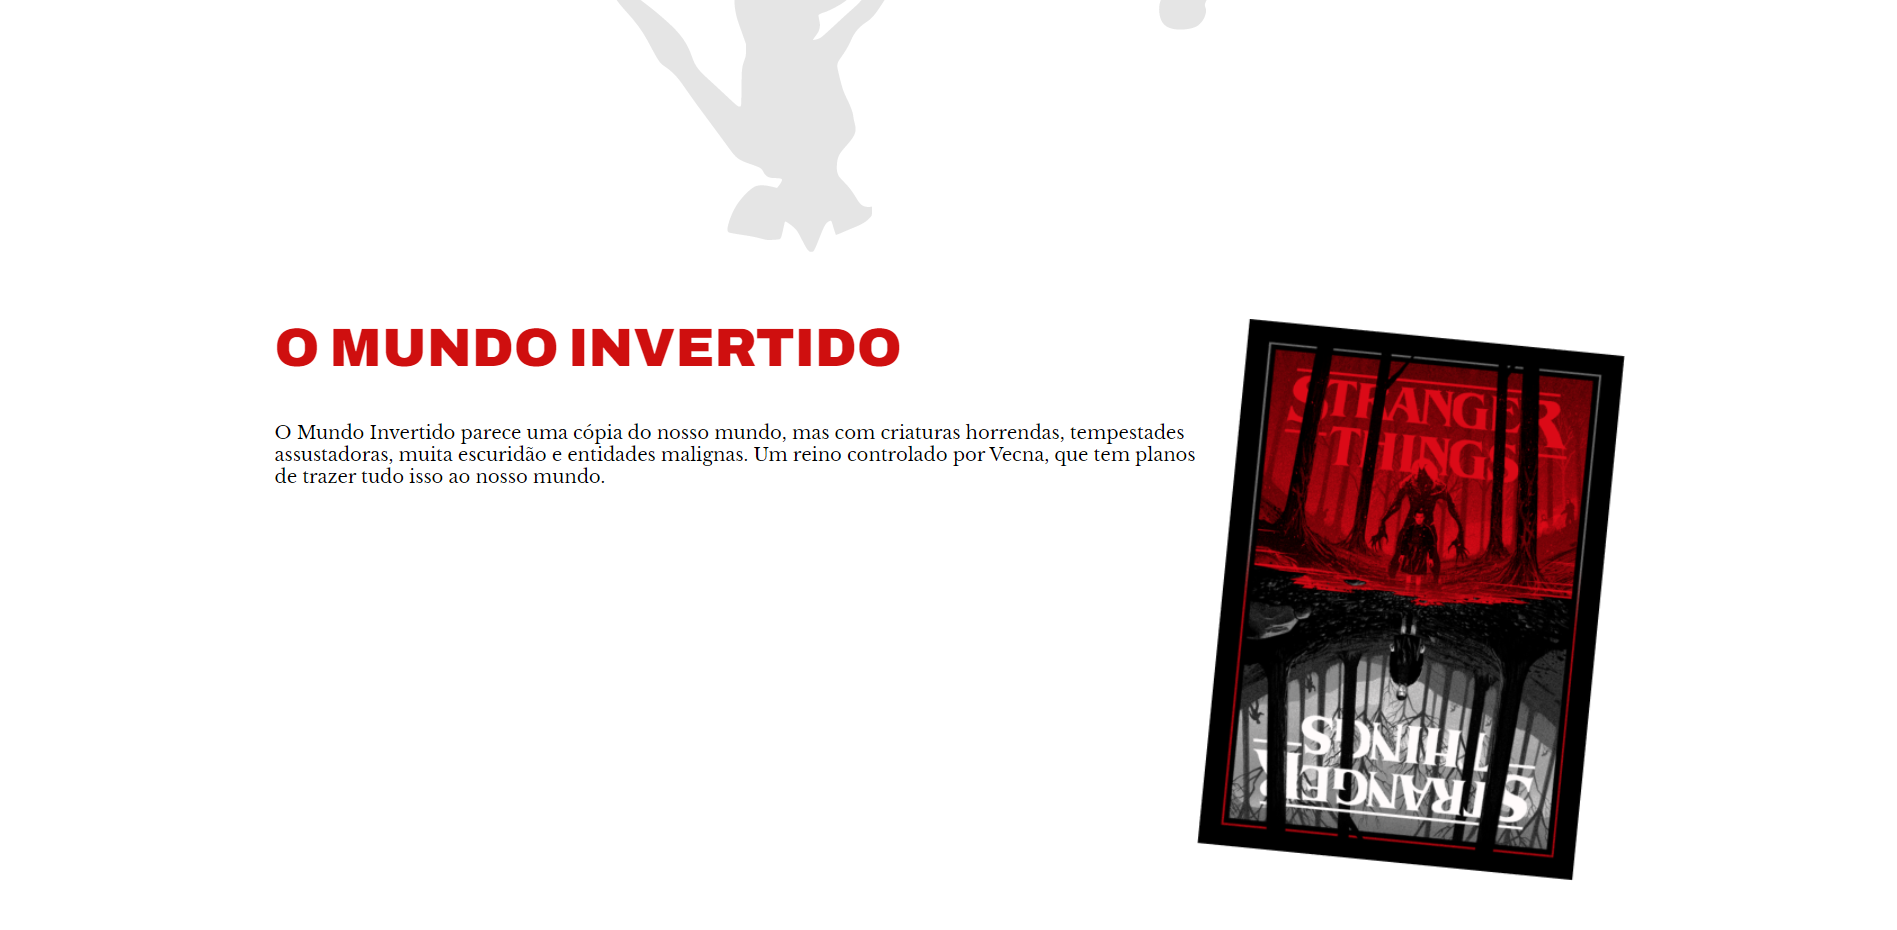 O MUNDO INVERTIDO
O Mundo Invertido parece uma cópia do nosso mundo, mas com criaturas horrendas, tempestades
assustadoras, muita escuridão e entidades malignas. Um reino controlado por Vecna, que tem planos
de trazer tudo isso ao nosso mundo.
STRANGER
THINGS
THINGS
STRANGER